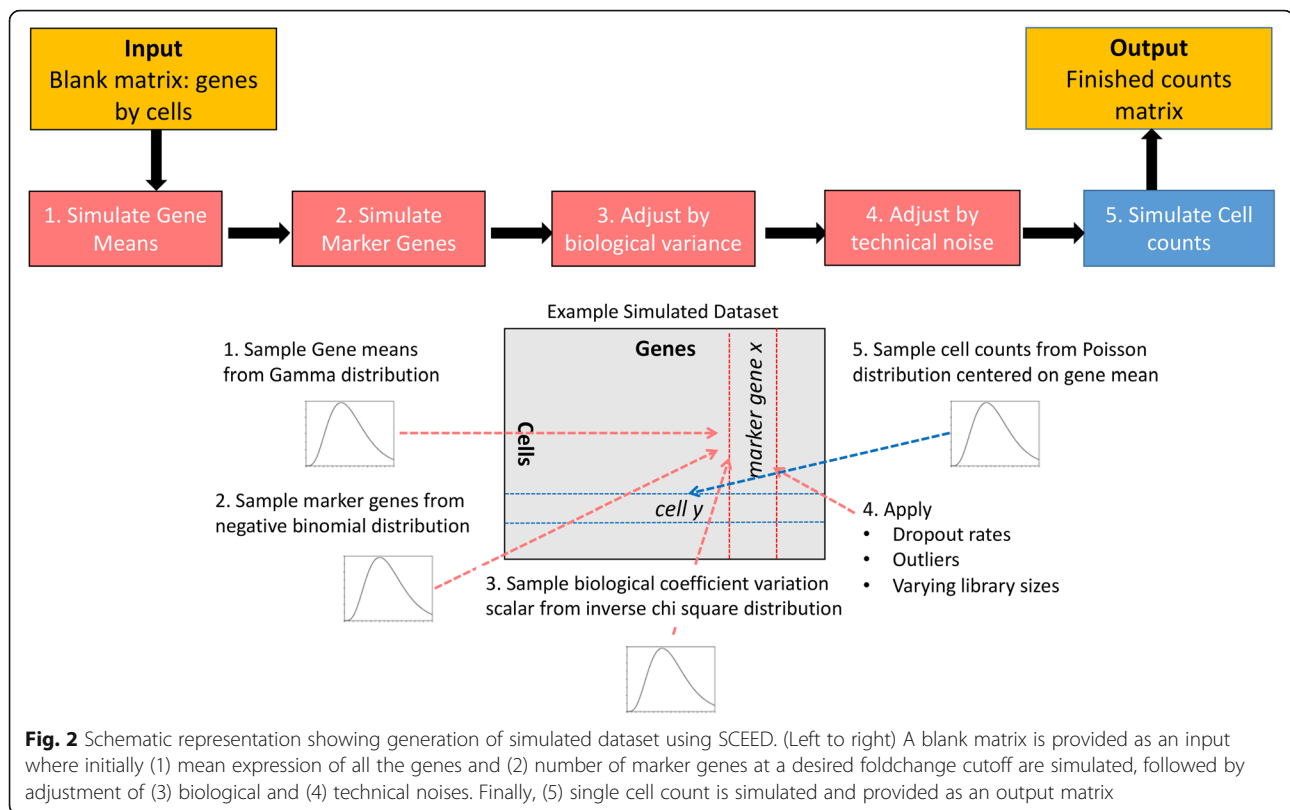 Input
Blank matrix: genes
by cells
Output
Finished counts
matrix
1. Simulate Gene
Means
2. Simulate
Marker Genes
3. Adjust by
biological variance
4. Adjust by
technical noise
5. Simulate Cell
counts
Example Simulated Dataset
1. Sample Gene means
from Gamma distribution
Genes
Cells
marker gene x
cell y
5. Sample cell counts from Poisson
distribution centered on gene mean
2. Sample marker genes from
negative binomial distribution
4. Apply
• Dropout rates
• Outliers
• Varying library sizes
3. Sample biological coefficient variation
scalar from inverse chi square distribution
Fig. 2 Schematic representation showing generation of simulated dataset using SCEED. (Left to right) A blank matrix is provided as an input
where initially (1) mean expression of all the genes and (2) number of marker genes at a desired foldchange cutoff are simulated, followed by
adjustment of (3) biological and (4) technical noises. Finally, (5) single cell count is simulated and provided as an output matrix